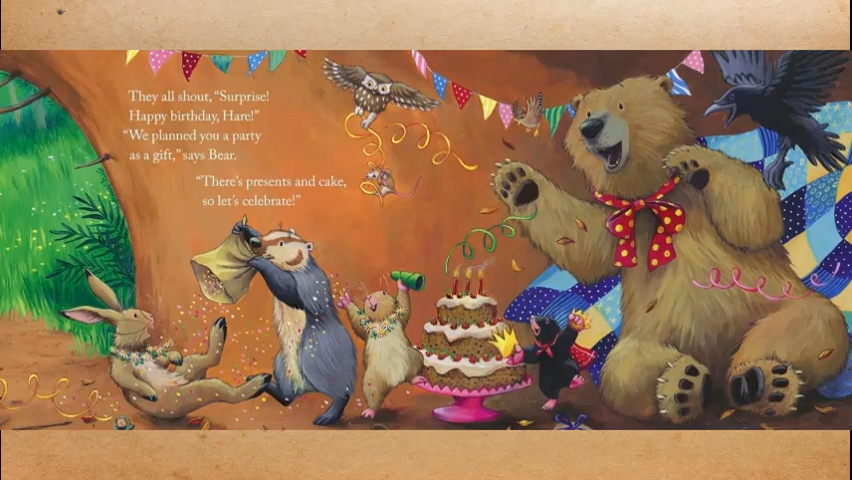 They all shout, “Surprise!
Happy birthday, Hare!”
“We planned you a party
as a gift,” says Bear.
“There’s presents and cake,
so let’s celebrate!”